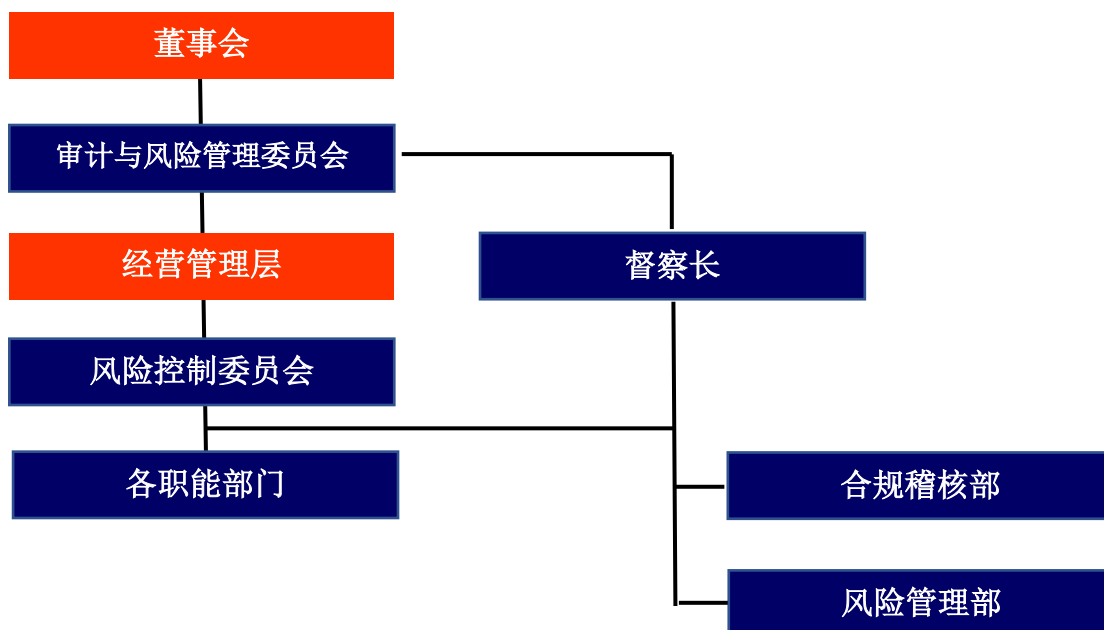 董事会
审计与风险管理委员会
经营管理层
督察长
风险控制委员会
各职能部门
合规稽核部
风险管理部